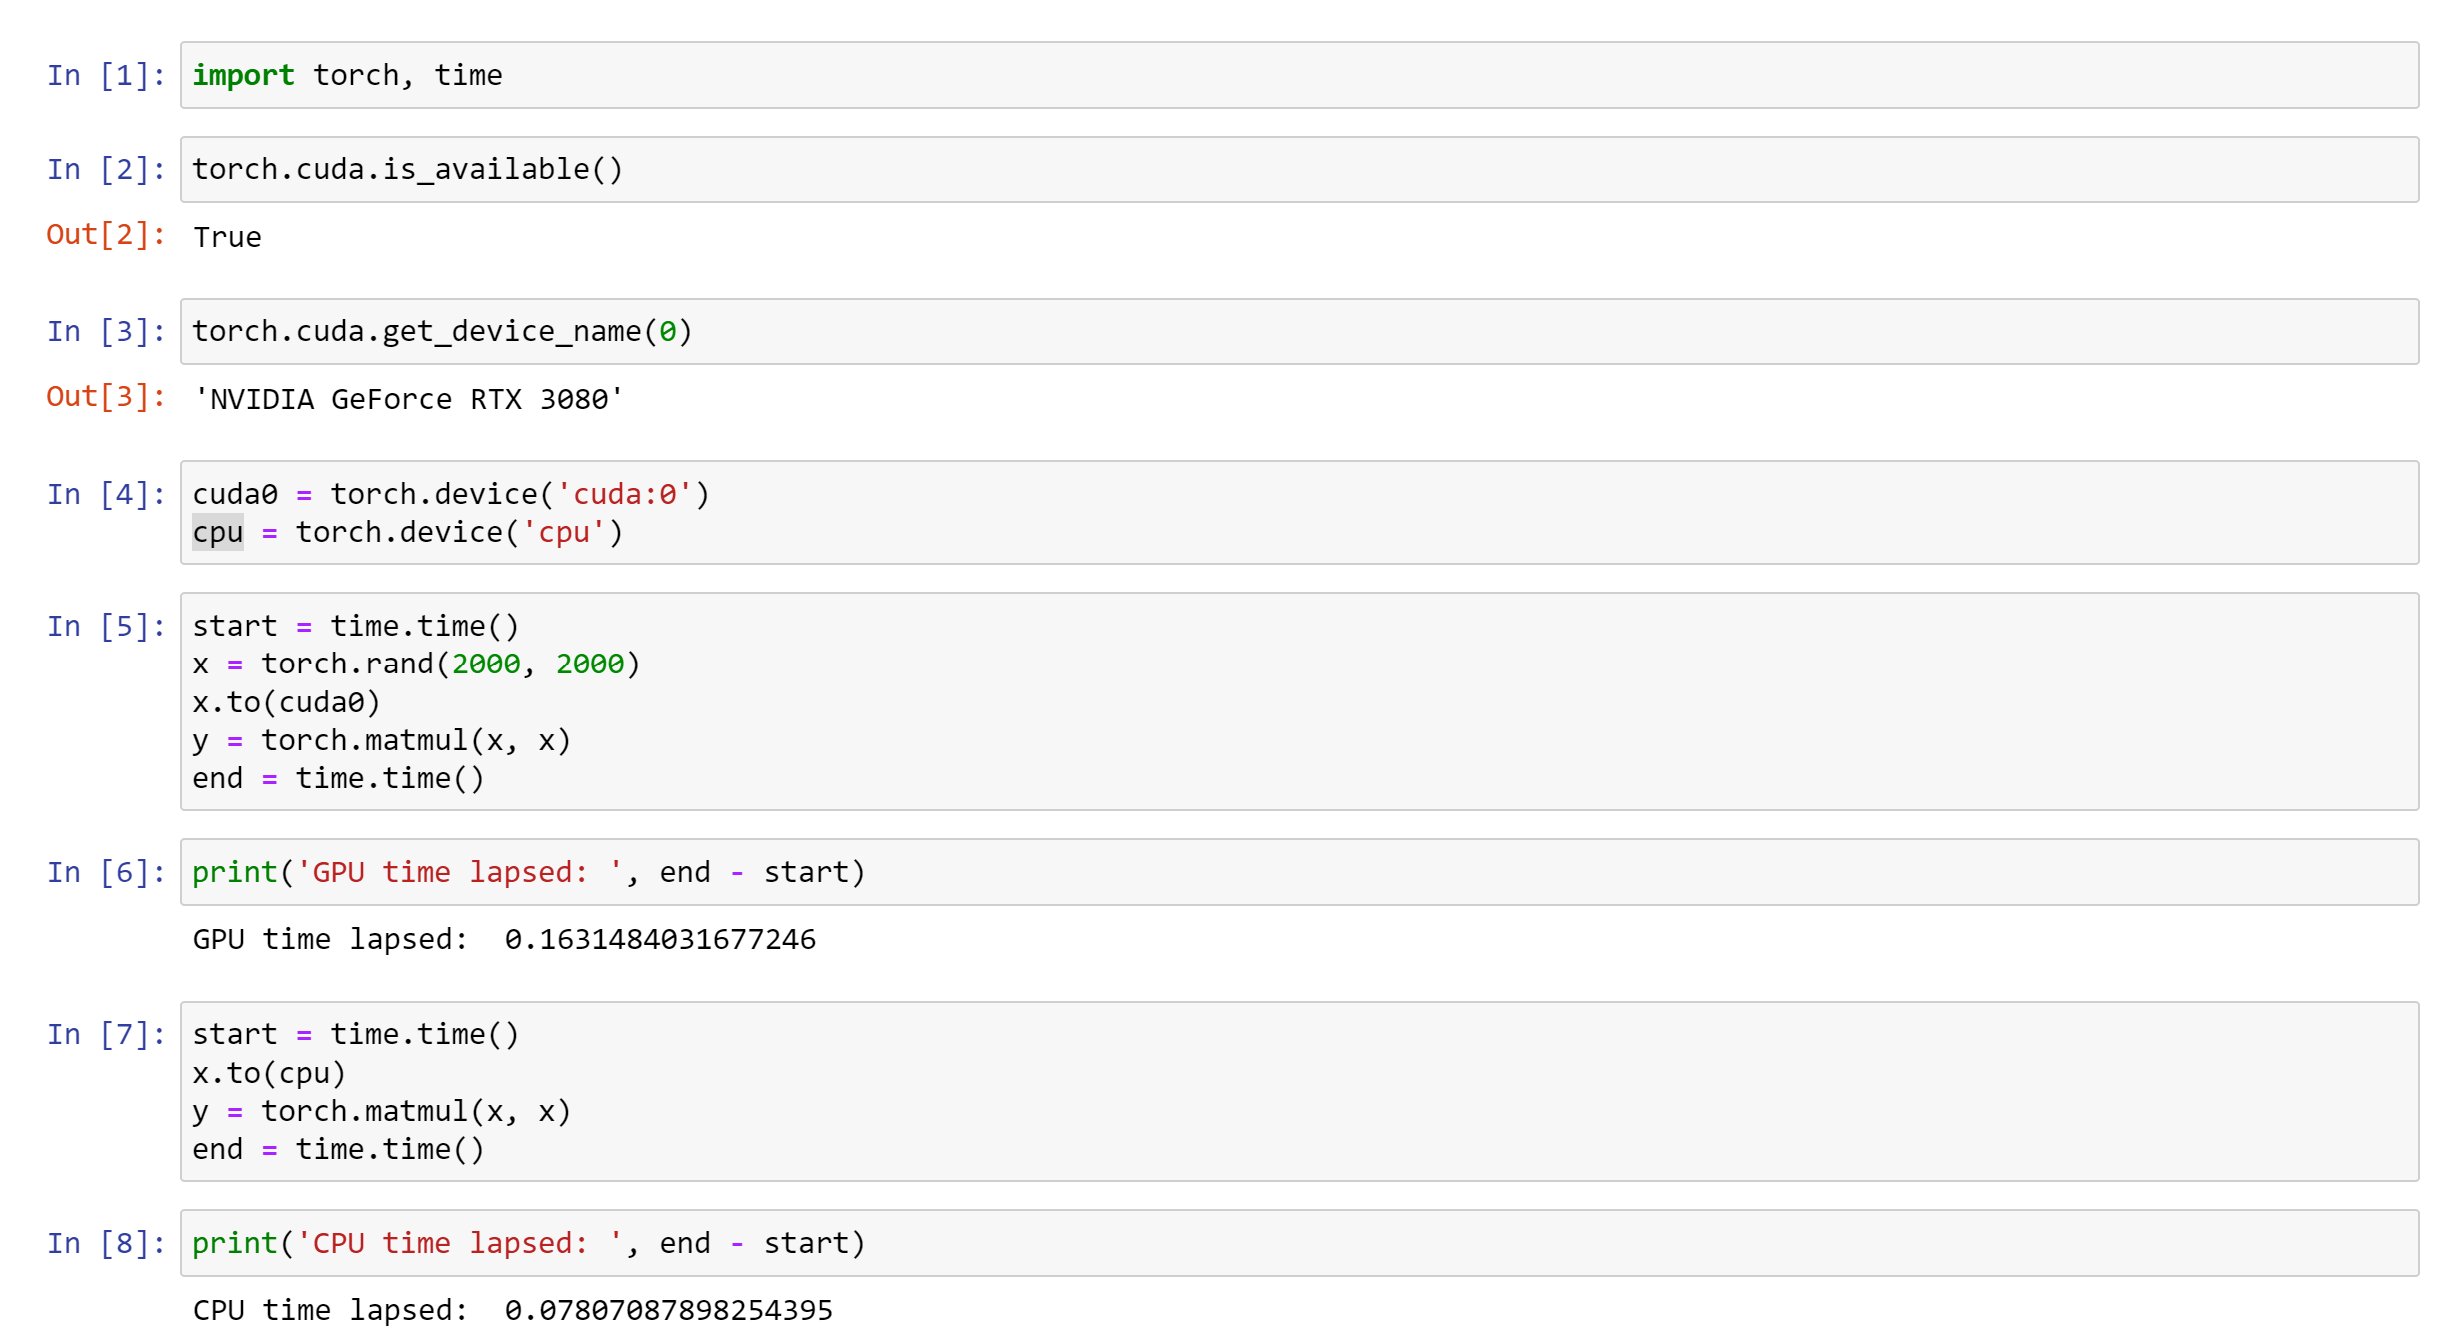 In [1]: import torch, time
In [2]: torch.cuda.is_available()
Out[2]: True
In [3]: torch.cuda.get_device_name(0)
Out[3]: 'NVIDIA GeForce RTX 3080'
In [4]: cuda0 = torch.device('cuda:0')
cpu = torch.device('cpu')
In [5]: start = time.time()
x = torch.rand(2000, 2000)
x.to(cuda0)
y = torch.matmul(x, x)
end = time.time()
In [6]: print('GPU time lapsed: ', end - start)
GPU time lapsed:  0.1631484031677246
In [7]: start = time.time()
x.to(cpu)
y = torch.matmul(x, x)
end = time.time()
In [8]: print('CPU time lapsed: ', end - start)
CPU time lapsed:  0.07807087898254395